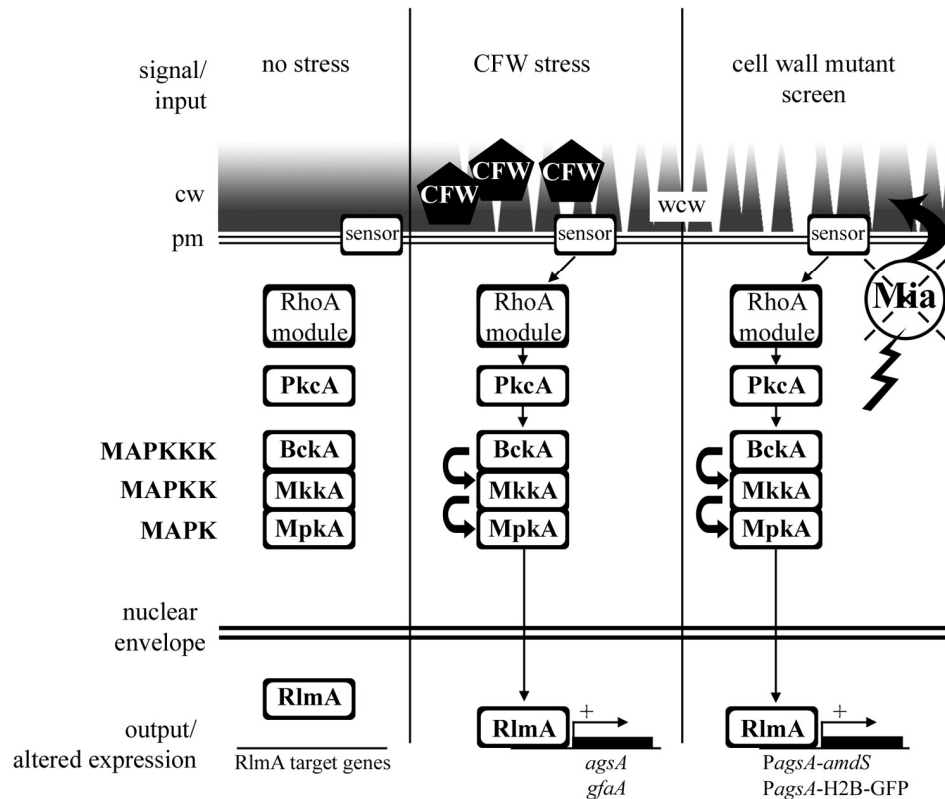 signal/
input
no stress
CFW stress
cell wall mutant
screen
cw
CFW
CFW
CFW
wcw
pm
sensor
sensor
sensor
Mia
RhoA
module
RhoA
module
RhoA
module
PkcA
PkcA
PkcA
MAPKKK
BckA
BckA
BckA
MAPKK
MkkA
MkkA
MkkA
MAPK
MpkA
MpkA
MpkA
nuclear
envelope
RlmA
RlmA
+
RlmA
+
output/
altered expression
RlmA target genes
agsA
gfaA
PagsA-amdS
PagsA-H2B-GFP